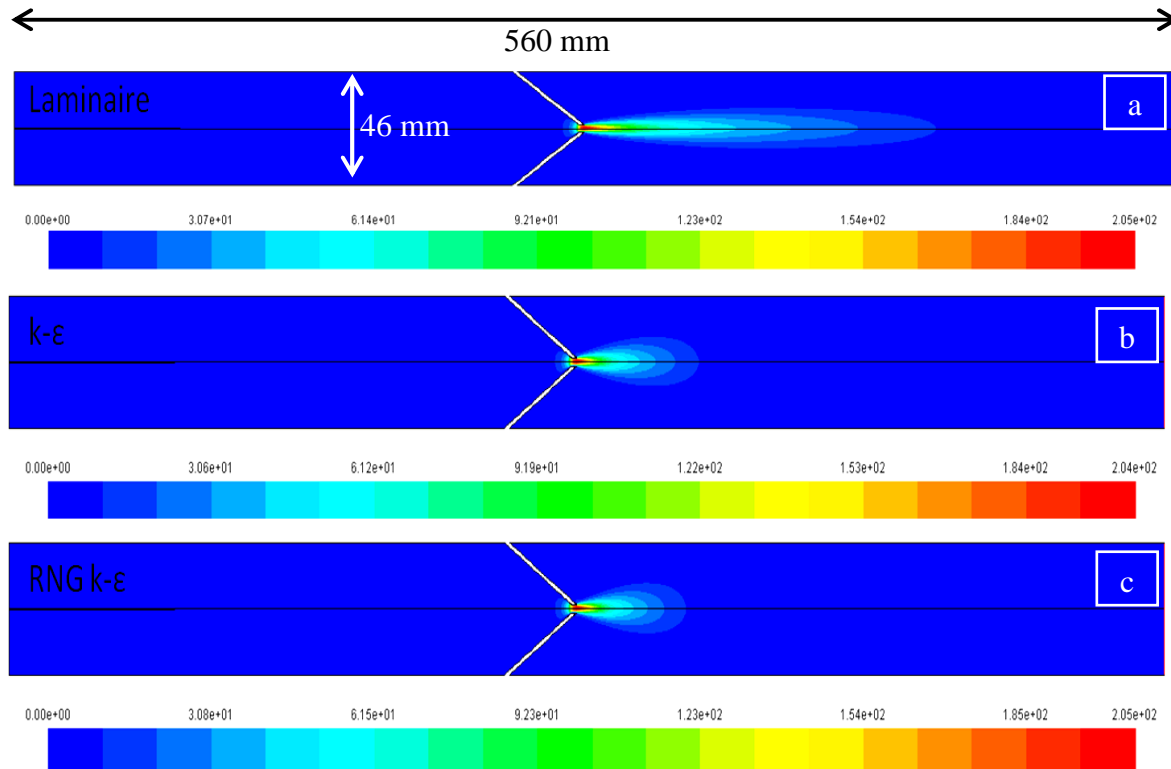 560 mm
Laminaire
46 mm
a
0.00e+00 3.07e+01 6.14e+01 9.21e+01 1.23e+02 1.54e+02 1.84e+02 2.05e+02
k-ε
b
0.00e+00 3.06e+01 6.12e+01 9.19e+01 1.22e+02 1.53e+02 1.84e+02 2.04e+02
RNG k-ε
c
0.00e+00 3.08e+01 6.15e+01 9.23e+01 1.23e+02 1.54e+02 1.85e+02 2.05e+02